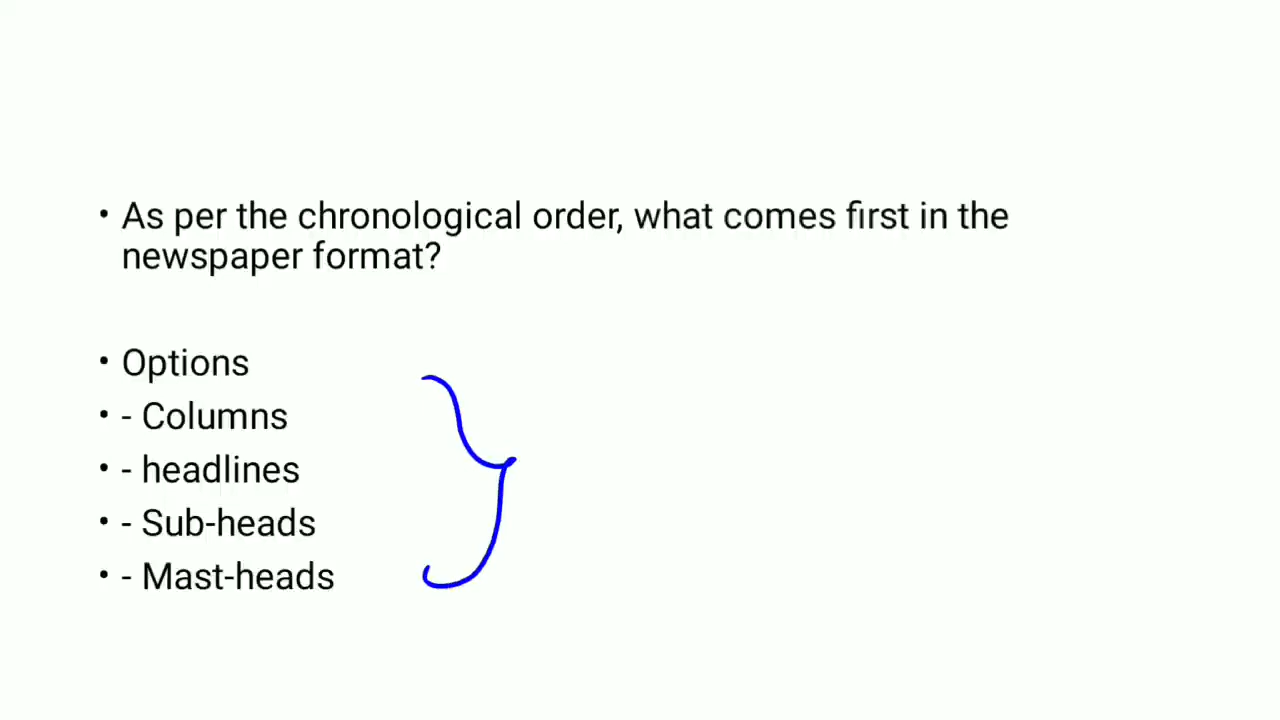 • As per the chronological order, what comes first in the
newspaper format?
• Options
• - Columns
• - headlines
• - Sub-heads
• - Mast-heads